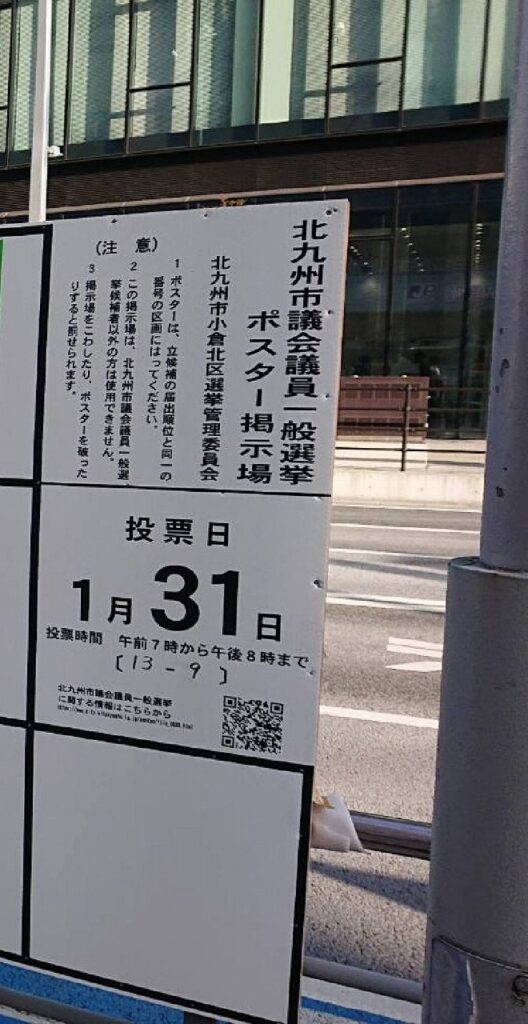 北九州市議会議員一般選挙
ポスター掲示場
北九州市小倉北区選挙管理委員会
(注 意)
1 ポスターは、立候補の届出順位と同一の
番号の区画にはってください。
2 この掲示場は、北九州市議会議員一般選
挙候補者以外の方は使用できません。
3 掲示場をこわしたり、ポスターを破った
りすると罰せられます。
投票日
1月31日
投票時間 午前7時から午後8時まで
[13-9]
北九州市議会議員一般選挙
に関する情報はこちらから